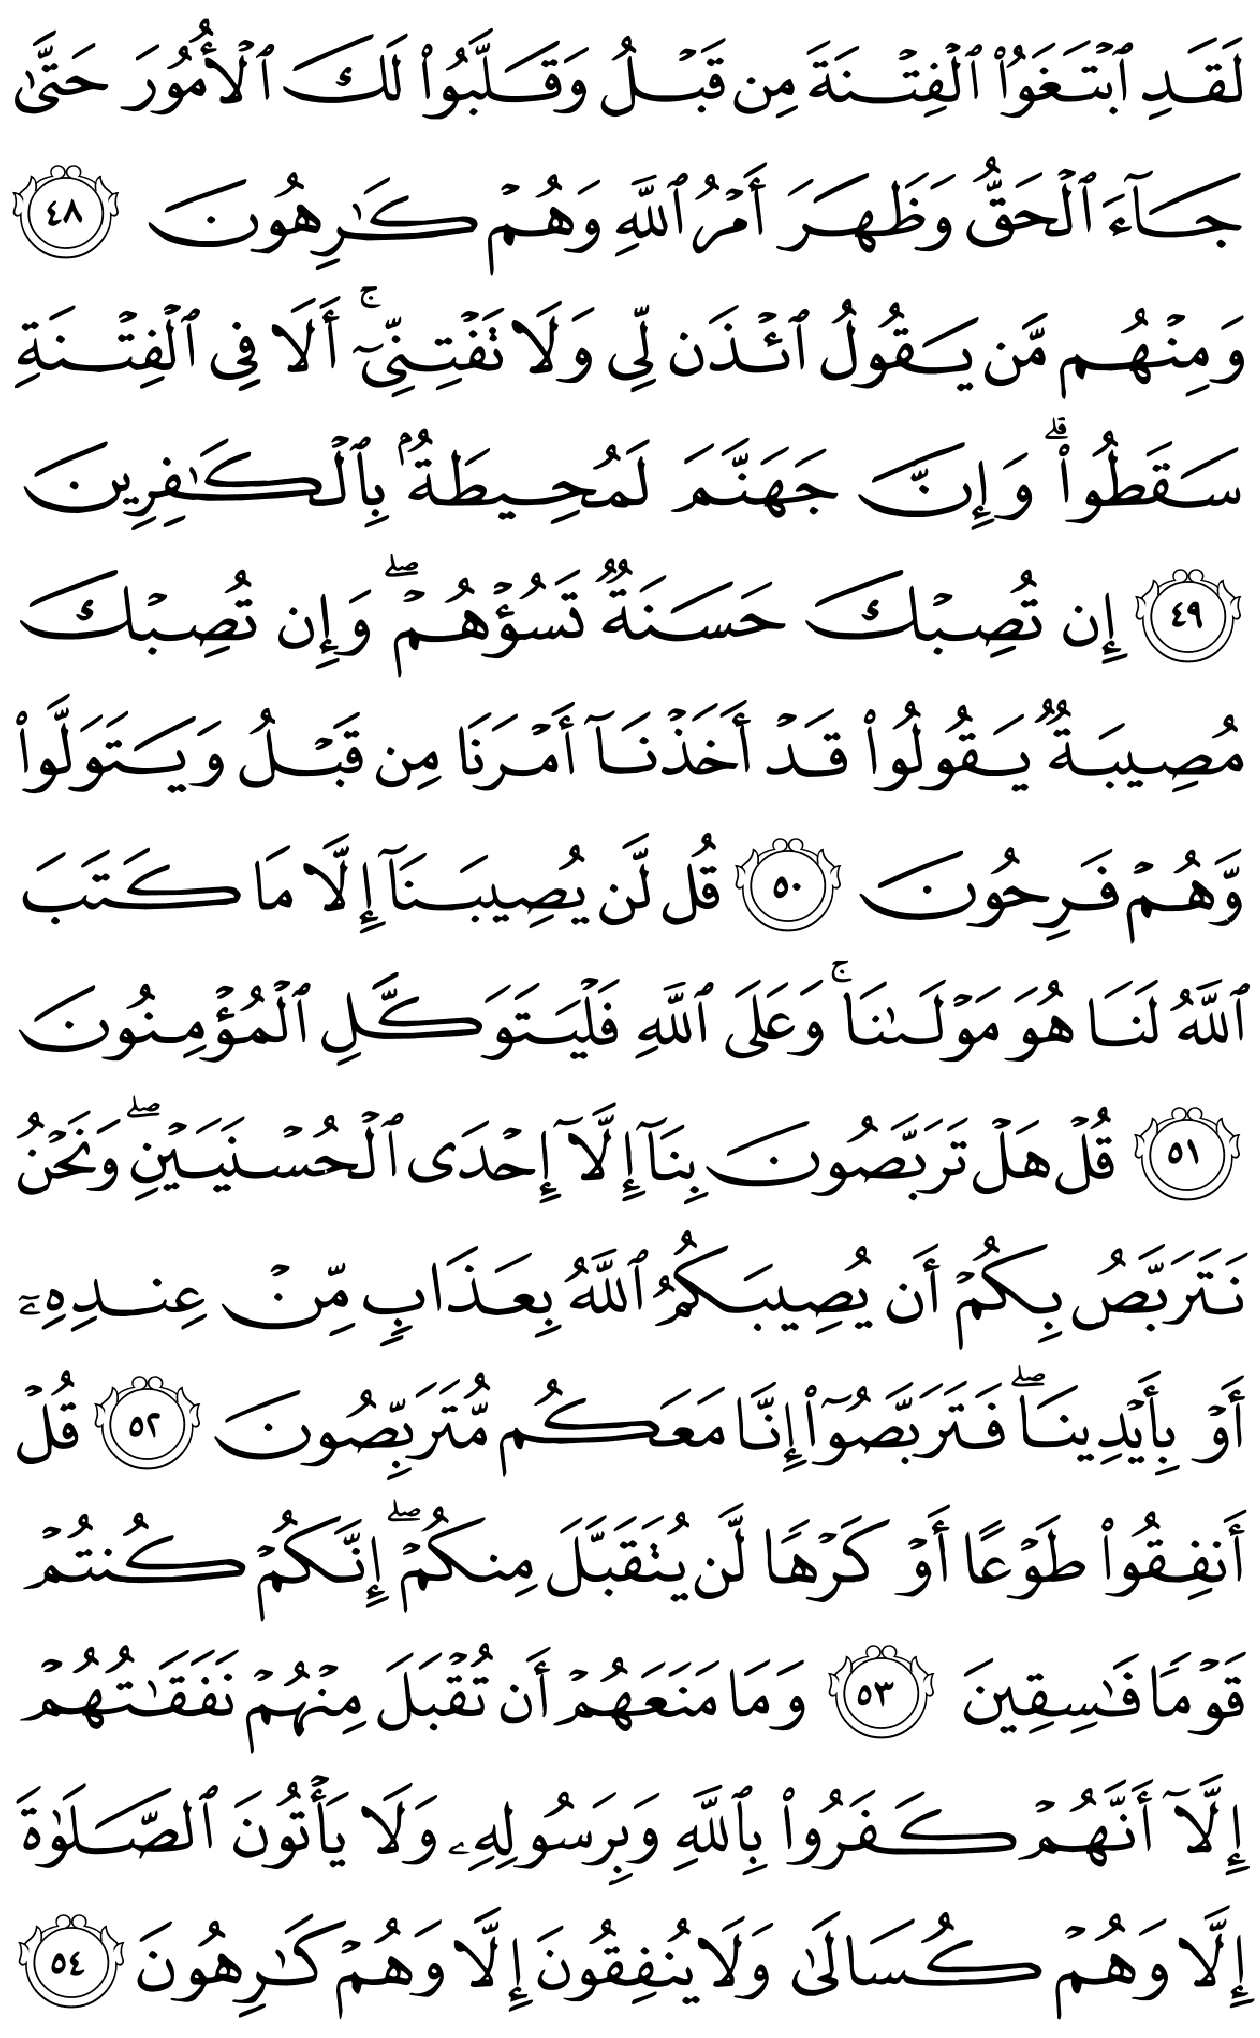 لَقَدِ ٱبۡتَغَوُاْ ٱلۡفِتۡنَةَ مِن قَبۡلُ وَقَلَّبُواْ لَكَ ٱلۡأُمُورَ حَتَّىٰ
جَآءَ ٱلۡحَقُّ وَظَهَرَ أَمۡرُ ٱللَّهِ وَهُمۡ كَٰرِهُونَ ٤٨
وَمِنۡهُم مَّن يَقُولُ ٱئۡذَن لِّي وَلَا تَفۡتِنِّيٓۚ أَلَا فِي ٱلۡفِتۡنَةِ
سَقَطُواْۗ وَإِنَّ جَهَنَّمَ لَمُحِيطَةُۢ بِٱلۡكَٰفِرِينَ
٤٩ إِن تُصِبۡكَ حَسَنَةٞ تَسُؤۡهُمۡۖ وَإِن تُصِبۡكَ
مُصِيبَةٞ يَقُولُواْ قَدۡ أَخَذۡنَآ أَمۡرَنَا مِن قَبۡلُ وَيَتَوَلَّواْ
وَّهُمۡ فَرِحُونَ ٥٠ قُل لَّن يُصِيبَنَآ إِلَّا مَا كَتَبَ
ٱللَّهُ لَنَا هُوَ مَوۡلَىٰنَاۚ وَعَلَى ٱللَّهِ فَلۡيَتَوَكَّلِ ٱلۡمُؤۡمِنُونَ
٥١ قُلۡ هَلۡ تَرَبَّصُونَ بِنَآ إِلَّآ إِحۡدَى ٱلۡحُسۡنَيَيۡنِۖ وَنَحۡنُ
نَتَرَبَّصُ بِكُمۡ أَن يُصِيبَكُمُ ٱللَّهُ بِعَذَابٖ مِّنۡ عِندِهِۦٓ
أَوۡ بِأَيۡدِينَاۖ فَتَرَبَّصُوٓاْ إِنَّا مَعَكُم مُّتَرَبِّصُونَ ٥٢ قُلۡ
أَنفِقُواْ طَوۡعًا أَوۡ كَرۡهٗا لَّن يُتَقَبَّلَ مِنكُمۡۖ إِنَّكُمۡ كُنتُمۡ
قَوۡمٗا فَٰسِقِينَ ٥٣ وَمَا مَنَعَهُمۡ أَن تُقۡبَلَ مِنۡهُمۡ نَفَقَٰتُهُمۡ
إِلَّآ أَنَّهُمۡ كَفَرُواْ بِٱللَّهِ وَبِرَسُولِهِۦ وَلَا يَأۡتُونَ ٱلصَّلَوٰةَ
إِلَّا وَهُمۡ كُسَالَىٰ وَلَا يُنفِقُونَ إِلَّا وَهُمۡ كَٰرِهُونَ ٥٤